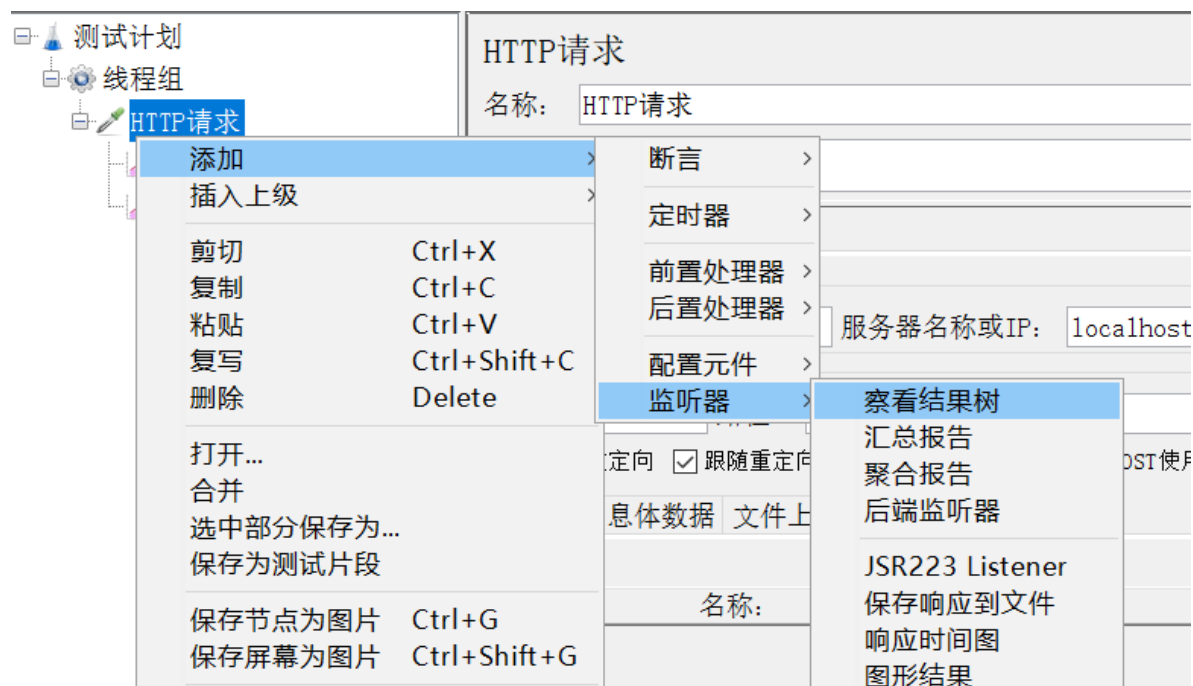 测试计划
线程组
HTTP请求
HTTP请求
名称： HTTP请求
添加
插入上级
剪切 Ctrl+X
复制 Ctrl+C
粘贴 Ctrl+V
复写 Ctrl+Shift+C
删除 Delete
打开...
合并
选中部分保存为...
保存为测试片段
保存节点为图片 Ctrl+G
保存屏幕为图片 Ctrl+Shift+G
断言
定时器
前置处理器
后置处理器
配置元件
监听器
察看结果树
汇总报告
聚合报告
后端监听器
JSR223 Listener
保存响应到文件
响应时间图
图形结果
服务器名称或IP： localhost
定向 跟随重定向 OST使用
息体数据 文件上
名称：